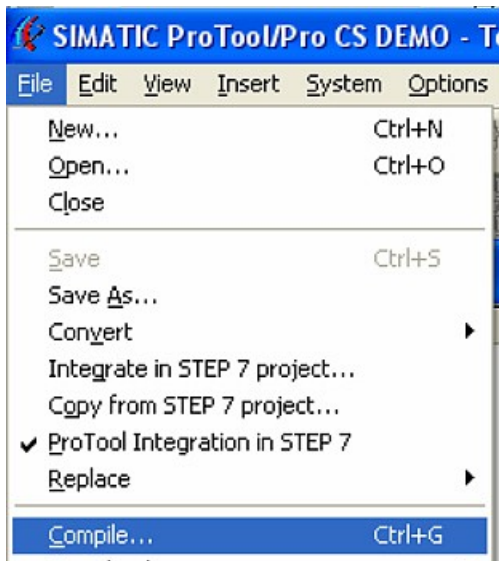 SIMATIC ProTool/Pro CS DEMO -
File Edit View Insert System Options
New... Ctrl+N
Open... Ctrl+O
Close
Save Ctrl+S
Save As...
Convert
Integrate in STEP 7 project...
Copy from STEP 7 project...
ProTool Integration in STEP 7
Replace
Compile... Ctrl+G